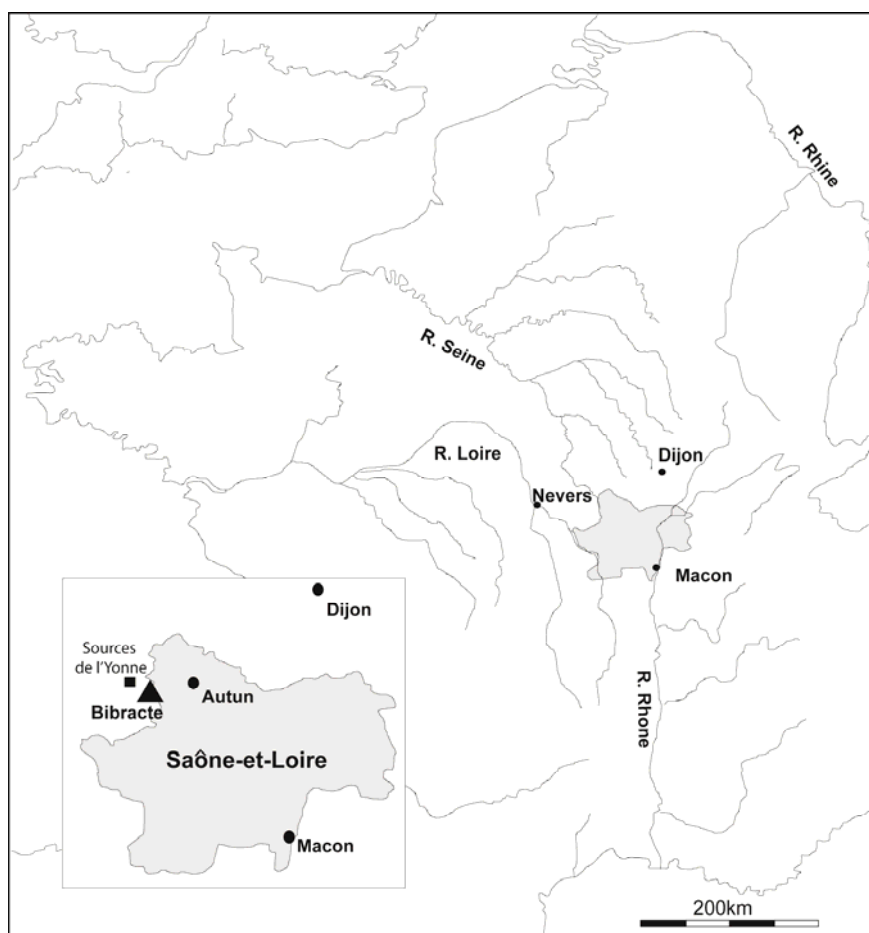 R. Rhine
R. Seine
R. Loire
Dijon
Nevers
Macon
R. Rhone
Dijon
Sources
de l'Yonne
Autun
Bibracte
Saône-et-Loire
Macon
200km